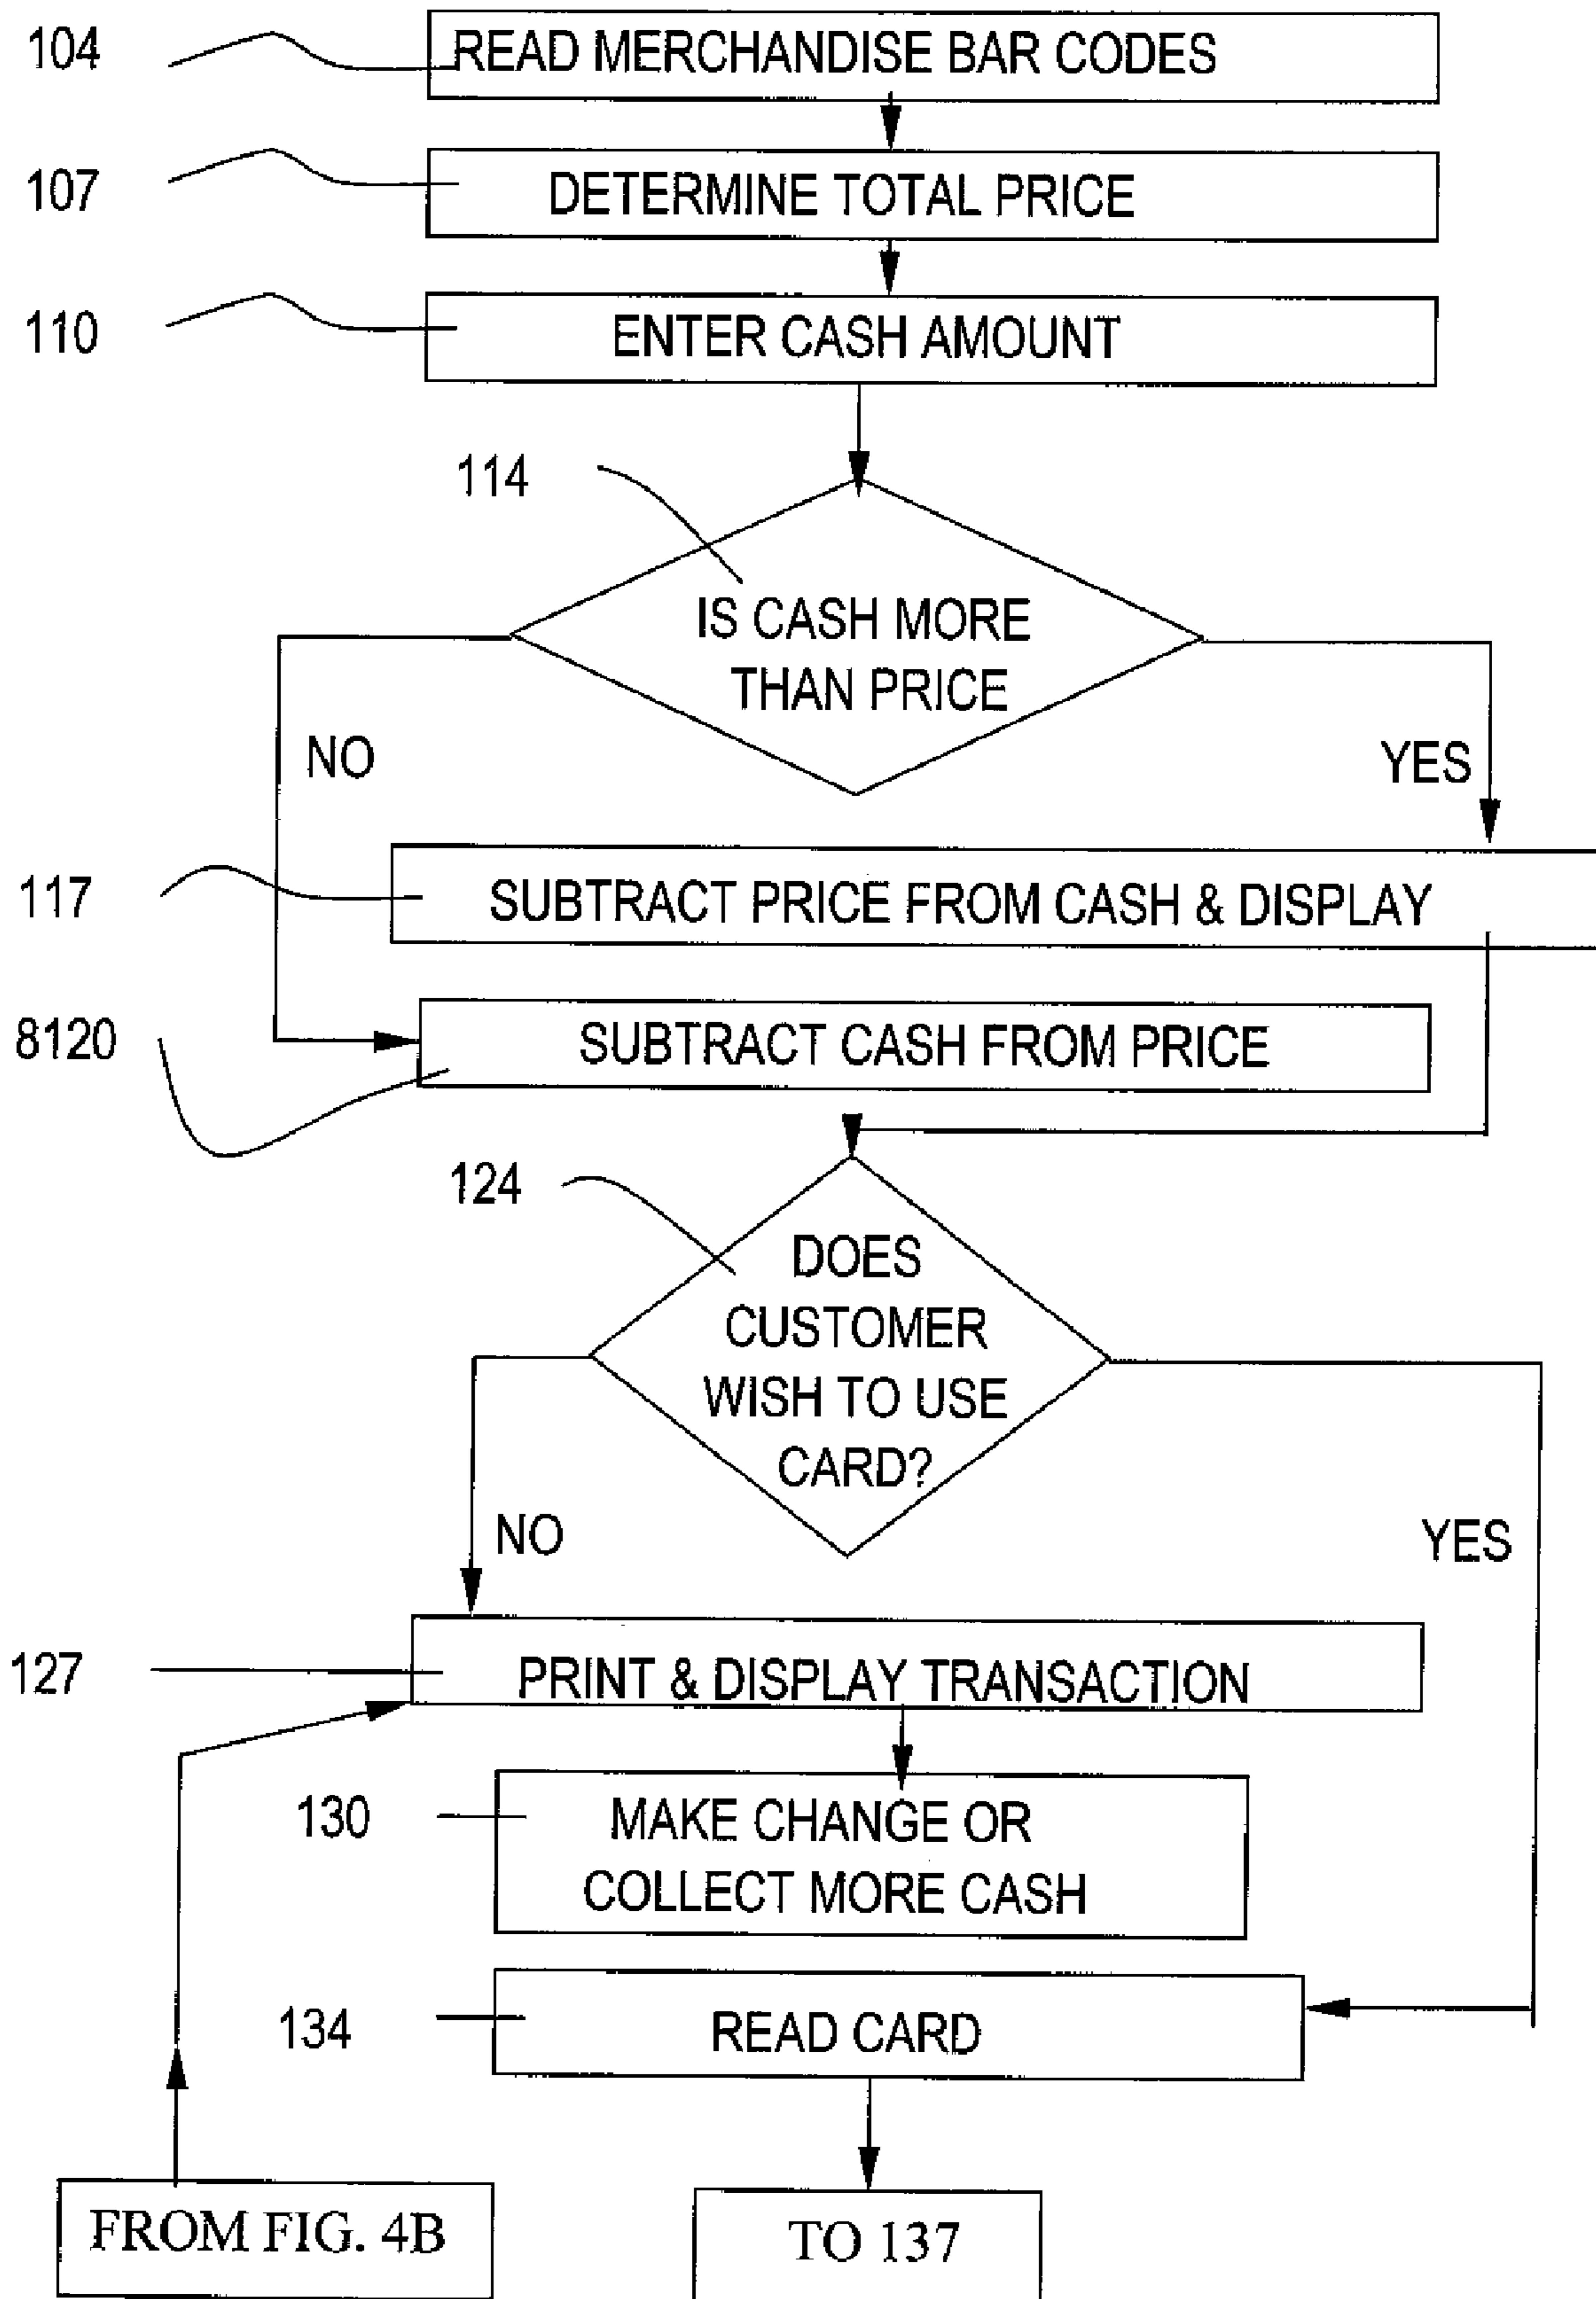 104
READ MERCHANDISE BAR CODES
107
DETERMINE TOTAL PRICE
110
ENTER CASH AMOUNT
114
IS CASH MORE
THAN PRICE
NO
YES
117
SUBTRACT PRICE FROM CASH & DISPLAY
8120
SUBTRACT CASH FROM PRICE
124
DOES
CUSTOMER
WISH TO USE
CARD?
NO
YES
127
PRINT & DISPLAY TRANSACTION
130
MAKE CHANGE OR
COLLECT MORE CASH
134
READ CARD
FROM FIG. 4B
TO 137